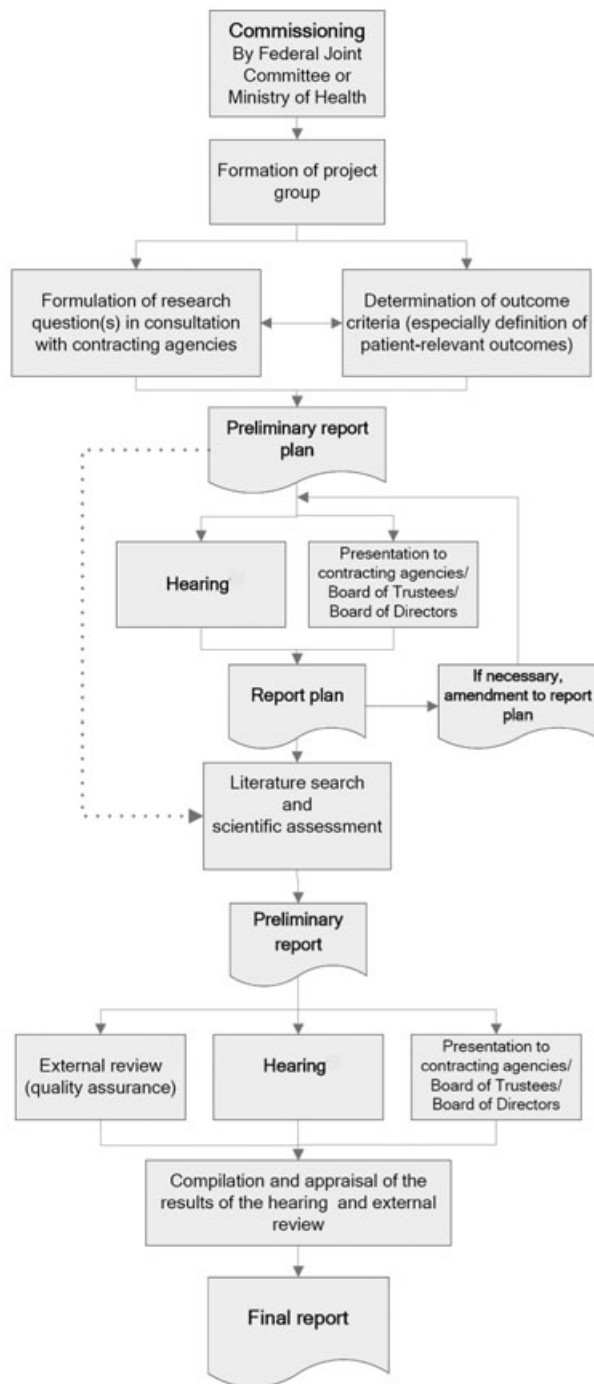 Commissioning
By Federal Joint
Committee or
Ministry of Health
Formation of project
group
Formulation of research
question(s) in consultation
with contracting agencies
Determination of outcome
criteria (especially definition of
patient-relevant outcomes)
Preliminary report
plan
Hearing
Presentation to
contracting agencies/
Board of Trustees/
Board of Directors
Report plan
If necessary,
amendment to report
plan
Literature search
and
scientific assessment
Preliminary
report
External review
(quality assurance)
Hearing
Presentation to
contracting agencies/
Board of Trustees/
Board of Directors
Compilation and appraisal of the
results of the hearing and external
review
Final report